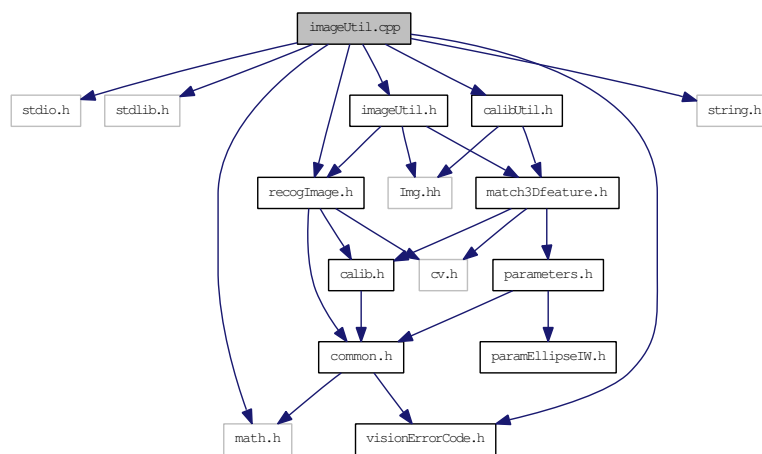 imageUtil.cpp
stdio.h
stdlib.h
imageUtil.h
calibUtil.h
string.h
recogImage.h
Img.hh
match3Dfeature.h
calib.h
cv.h
parameters.h
common.h
paramEllipseIW.h
math.h
visionErrorCode.h